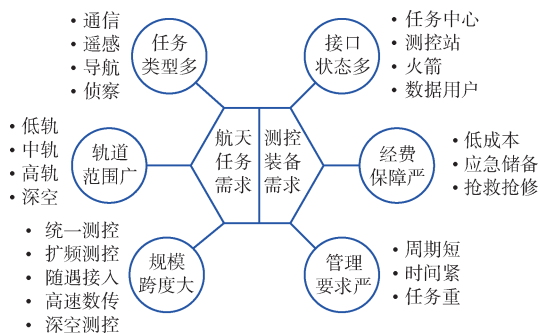 • 通信
• 遥感
• 导航
• 侦察
任务
类型多
接口
状态多
• 任务中心
• 测控站
• 火箭
• 数据用户
• 低轨
• 中轨
• 高轨
• 深空
轨道
范围广
航天
任务
需求
测控
装备
需求
经费
保障严
• 低成本
• 应急储备
• 抢救抢修
• 统一测控
• 扩频测控
• 随遇接入
• 高速数传
• 深空测控
规模
跨度大
管理
要求严
• 周期短
• 时间紧
• 任务重